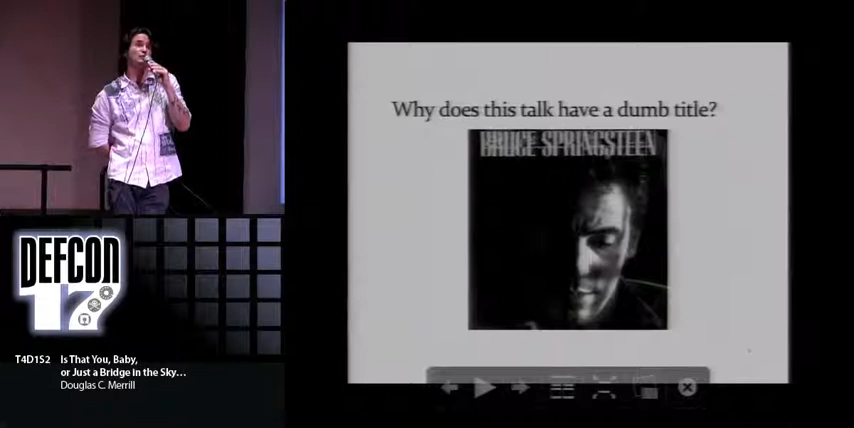 Why does this talk have a dumb title?
BRUCE SPRINGSTEEN
DEFCON
17
T4D1S2 Is That You, Baby,
or Just a Bridge in the Sky...
Douglas C. Merrill